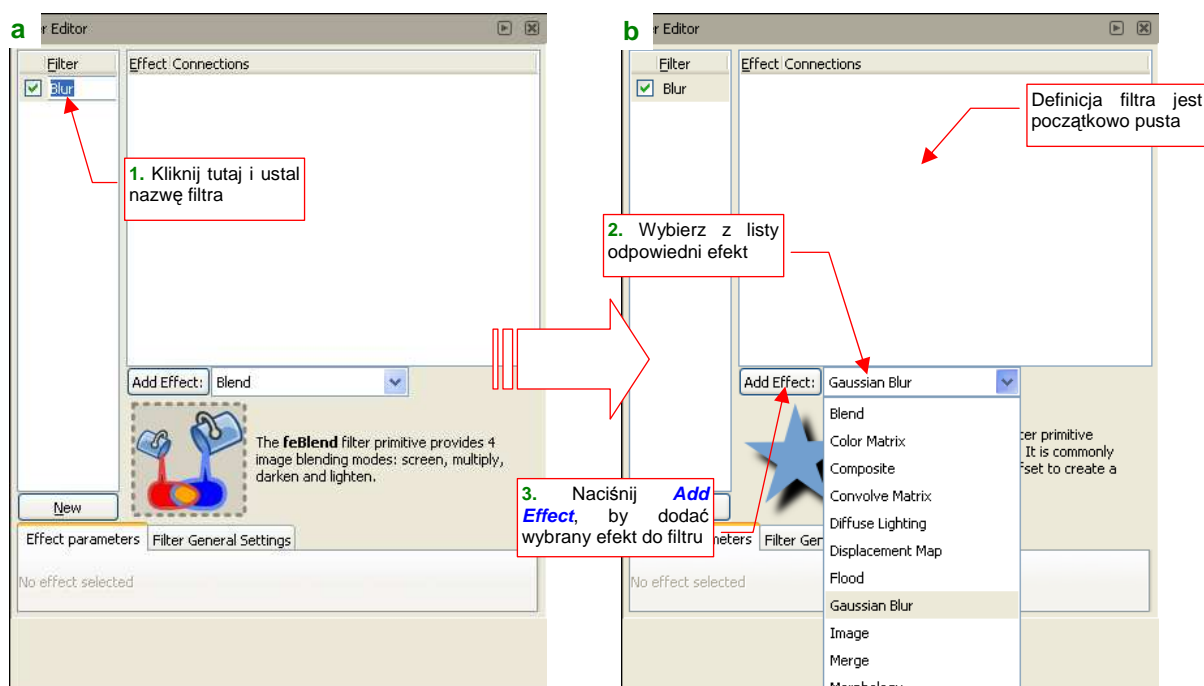 a
r Editor
Filter
Effect Connections
Blur
1. Kliknij tutaj i ustal
nazwę filtra
Add Effect: Blend
The feBlend filter primitive provides 4
image blending modes: screen, multiply,
darken and lighten.
New
Effect parameters Filter General Settings
No effect selected
b
r Editor
Filter
Effect Connections
Blur
Definicja filtra jest
początkowo pusta
2. Wybierz z listy
odpowiedni efekt
Add Effect: Gaussian Blur
Blend
Color Matrix
Composite
Convolve Matrix
Diffuse Lighting
Displacement Map
Flood
Gaussian Blur
Image
Merge
Morphology
ter primitive
It is commonly
fset to create a
3. Naciśnij Add
Effect, by dodać
wybrany efekt do filtru
meters Filter Gen
No effect selected